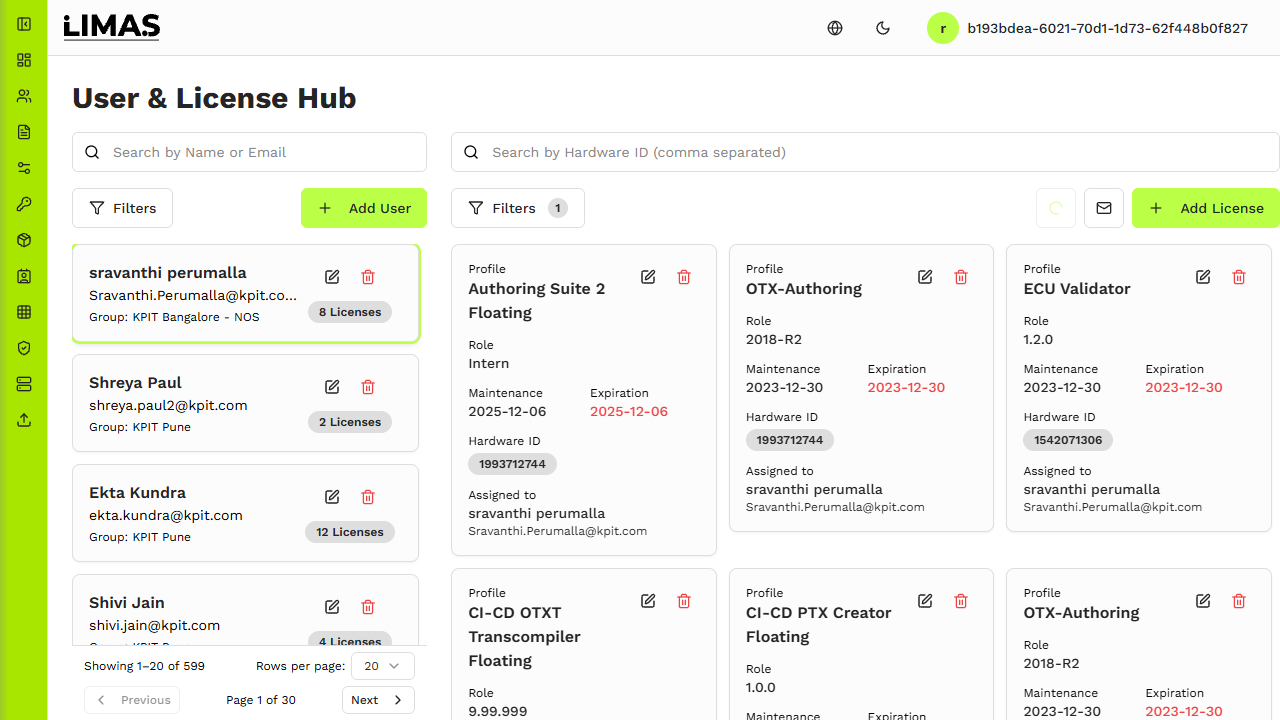 LIMAS
r
b193bdea-6021-70d1-1d73-62f448b0f827
User & License Hub
Search by Name or Email
Filters
Add User
sravanthi perumalla
Sravanthi.Perumalla@kpit.co...
Group: KPIT Bangalore - NOS
8 Licenses
Shreya Paul
shreya.paul2@kpit.com
Group: KPIT Pune
2 Licenses
Ekta Kundra
ekta.kundra@kpit.com
Group: KPIT Pune
12 Licenses
Shivi Jain
shivi.jain@kpit.com
4 Licenses
Showing 1–20 of 599
Rows per page:
20
Previous
Page 1 of 30
Next
Search by Hardware ID (comma separated)
Filters
1
Add License
Profile
Authoring Suite 2
Floating
Role
Intern
Maintenance
Expiration
2025-12-06
2025-12-06
Hardware ID
1993712744
Assigned to
sravanthi perumalla
Sravanthi.Perumalla@kpit.com
Profile
OTX-Authoring
Role
2018-R2
Maintenance
Expiration
2023-12-30
2023-12-30
Hardware ID
1993712744
Assigned to
sravanthi perumalla
Sravanthi.Perumalla@kpit.com
Profile
ECU Validator
Role
1.2.0
Maintenance
Expiration
2023-12-30
2023-12-30
Hardware ID
1542071306
Assigned to
sravanthi perumalla
Sravanthi.Perumalla@kpit.com
Profile
CI-CD OTXT
Transcompiler
Floating
Role
9.99.999
Profile
CI-CD PTX Creator
Floating
Role
1.0.0
Maintenance
Expiration
Profile
OTX-Authoring
Role
2018-R2
Maintenance
Expiration
2023-12-30
2023-12-30